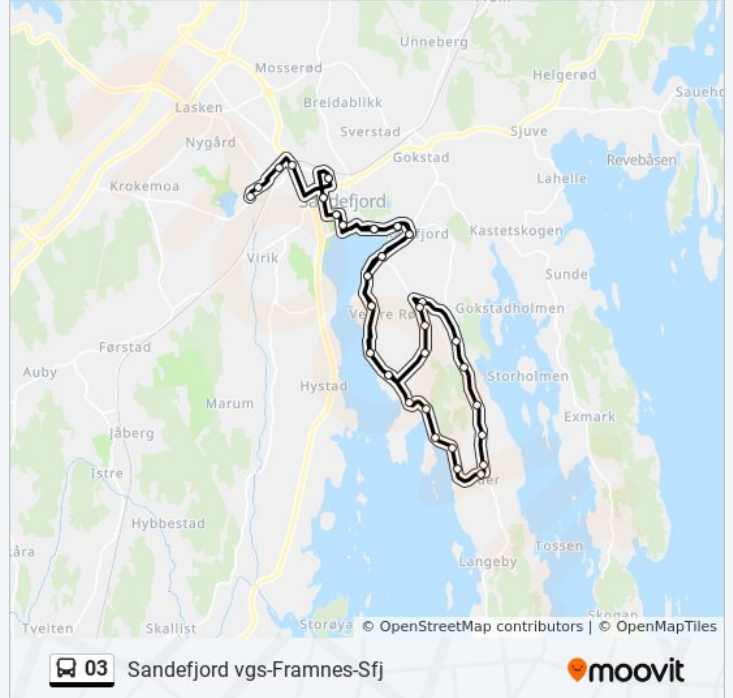 Unneberg
Mosserød
Helgerød
Breidablikk
Lasken
Sverstad
Sjuve
Nygård
Gokstad
Revebåsen
Krokemoa
Lahelle
Kastetskogen
Virik
Sunde
Gokstadholmen
Førstad
Auby
Storholmen
Hystad
Marum
Exmark
Jåberg
Istre
Hybbestad
Tossen
Langeby
Tveiten
Skallist
Storøya
© OpenStreetMap contributors | © OpenMapTiles
03 Sandefjord vgs-Framnes-Sfj
moovit